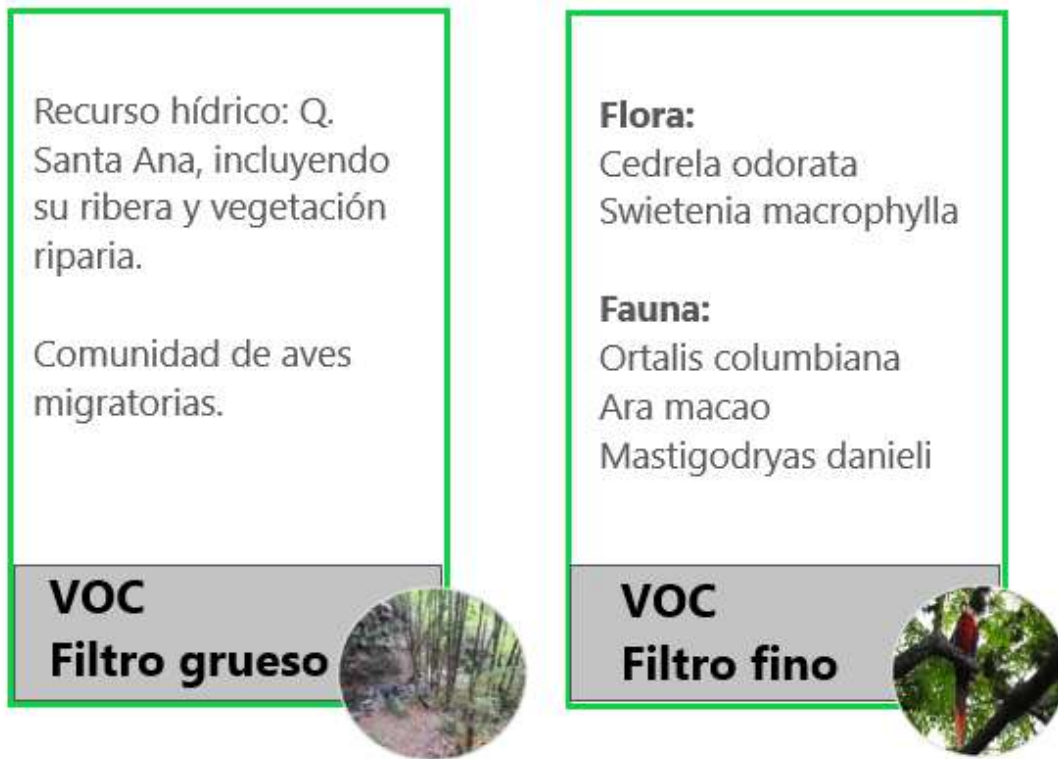 Recurso hídrico: Q.
Santa Ana, incluyendo
su ribera y vegetación
riparia.
Comunidad de aves
migratorias.
VOC
Filtro grueso
Flora:
Cedrela odorata
Swietenia macrophylla
Fauna:
Ortalis columbiana
Ara macao
Mastigodryas danieli
VOC
Filtro fino